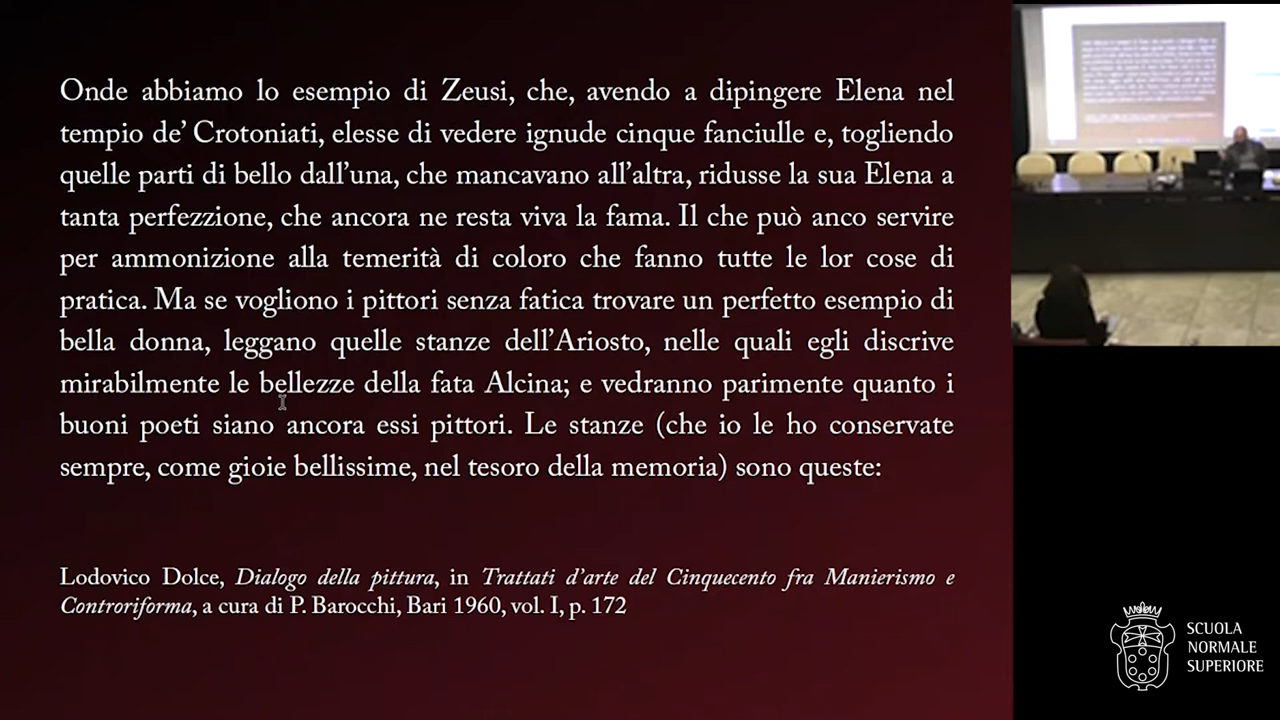 Onde abbiamo lo esempio di Zeusi, che, avendo a dipingere Elena nel
tempio de’ Crotoniati, elesse di vedere ignude cinque fanciulle e, togliendo
quelle parti di bello dall’una, che mancavano all’altra, ridusse la sua Elena a
tanta perfezzione, che ancora ne resta viva la fama. Il che può anco servire
per ammonizione alla temerità di coloro che fanno tutte le lor cose di
pratica. Ma se vogliono i pittori senza fatica trovare un perfetto esempio di
bella donna, leggano quelle stanze dell’Ariosto, nelle quali egli discrive
mirabilmente le bellezze della fata Alcina; e vedranno parimente quanto i
buoni poeti siano ancora essi pittori. Le stanze (che io le ho conservate
sempre, come gioie bellissime, nel tesoro della memoria) sono queste:
Lodovico Dolce, Dialogo della pittura, in Trattati d’arte del Cinquecento fra Manierismo e
Controriforma, a cura di P. Barocchi, Bari 1960, vol. I, p. 172
SCUOLA
NORMALE
SUPERIORE